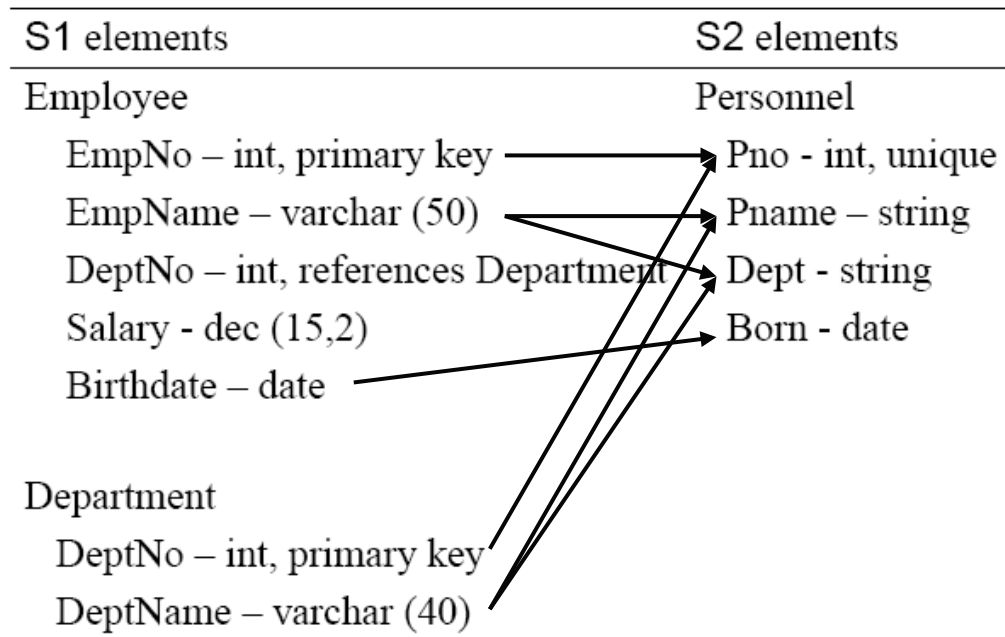 S1 elements S2 elements
Employee Personnel
EmpNo – int, primary key Pno - int, unique
EmpName – varchar (50) Pname – string
DeptNo – int, references Department Dept - string
Salary - dec (15,2) Born - date
Birthdate – date
Department
DeptNo – int, primary key
DeptName – varchar (40)